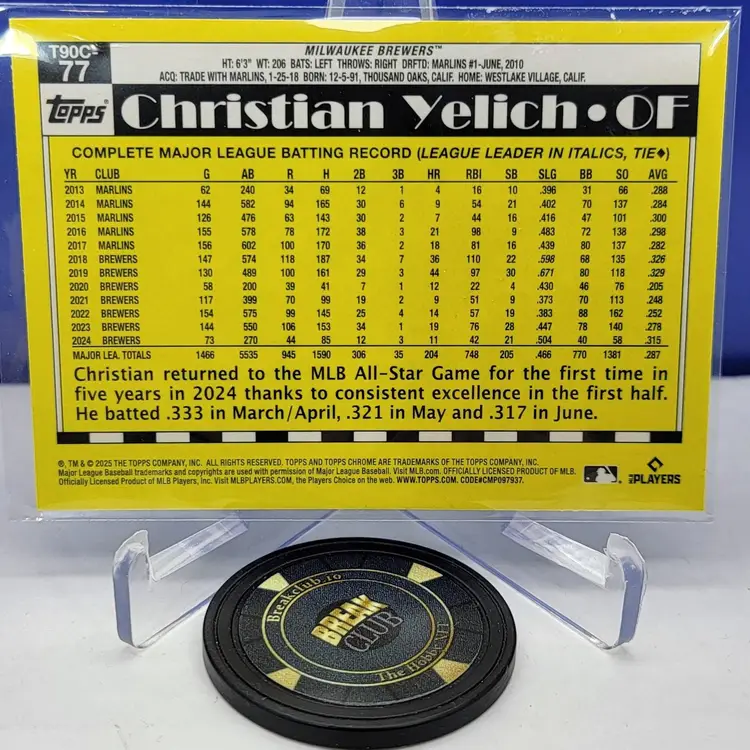 T90C-
77
MILWAUKEE BREWERS™
HT: 6'3" WT: 206 BATS: LEFT THROWS: RIGHT DRFTD: MARLINS #1-JUNE, 2010
ACQ: TRADE WITH MARLINS, 1-25-18 BORN: 12-5-91, THOUSAND OAKS, CALIF. HOME: WESTLAKE VILLAGE, CALIF.
topps® Christian Yelich • OF
COMPLETE MAJOR LEAGUE BATTING RECORD (LEAGUE LEADER IN ITALICS, TIE♦)
YR CLUB G AB R H 2B 3B HR RBI SB SLG BB SO AVG
2013 MARLINS 62 240 34 69 12 1 4 16 10 .396 31 66 .288
2014 MARLINS 144 582 94 165 30 6 9 54 21 .402 70 137 .284
2015 MARLINS 126 476 63 143 30 2 7 44 16 .416 47 101 .300
2016 MARLINS 155 578 78 172 38 3 21 98 9 .483 72 138 .298
2017 MARLINS 156 602 100 170 36 2 18 81 16 .439 80 137 .282
2018 BREWERS 147 574 118 187 34 7 36 110 22 .598 68 135 .326
2019 BREWERS 130 489 100 161 29 3 44 97 30 .671 80 118 .329
2020 BREWERS 58 200 39 41 7 1 12 22 4 .430 46 76 .205
2021 BREWERS 117 399 70 99 19 2 9 51 9 .373 70 113 .248
2022 BREWERS 154 575 99 145 25 4 14 57 19 .383 88 162 .252
2023 BREWERS 144 550 106 153 34 1 19 76 28 .447 78 140 .278
2024 BREWERS 73 270 44 85 12 3 11 42 21 .504 40 58 .315
MAJOR LEA. TOTALS 1466 5535 945 1590 306 35 204 748 205 .466 770 1381 .287
Christian returned to the MLB All-Star Game for the first time in
five years in 2024 thanks to consistent excellence in the first half.
He batted .333 in March/April, .321 in May and .317 in June.
®, TM & © 2025 THE TOPPS COMPANY, INC. ALL RIGHTS RESERVED. TOPPS AND TOPPS CHROME ARE TRADEMARKS OF THE TOPPS COMPANY, INC.
Major League Baseball trademarks and copyrights are used with permission of Major League Baseball. Visit MLB.com. OFFICIALLY LICENSED PRODUCT OF MLB.
Officially Licensed Product of MLB Players, Inc. Visit MLBPLAYERS.COM, the Players Choice on the web. WWW.TOPPS.COM. CODE#CMP097937.
MLB PLAYERS
Breakclub.io
BREAK
CLUB
The Hobby